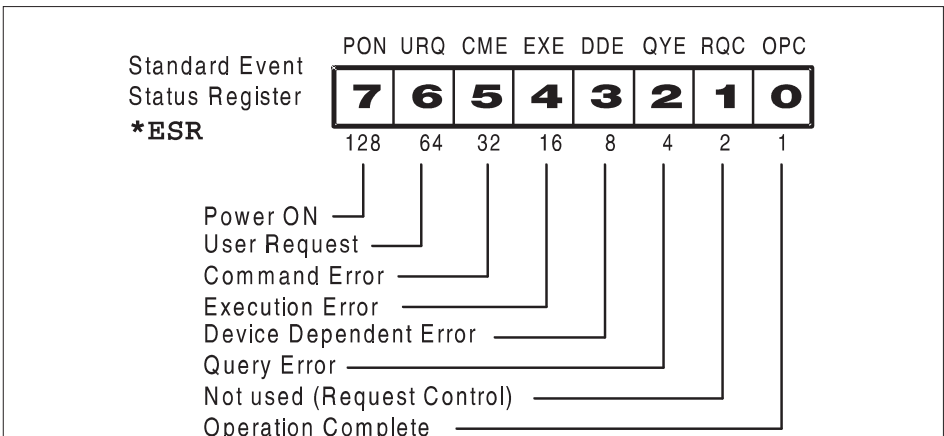 PON URQ CME EXE DDE QYE RQC OPC
Standard Event
Status Register
*ESR
7 6 5 4 3 2 1 0
128 64 32 16 8 4 2 1
Power ON
User Request
Command Error
Execution Error
Device Dependent Error
Query Error
Not used (Request Control)
Operation Complete